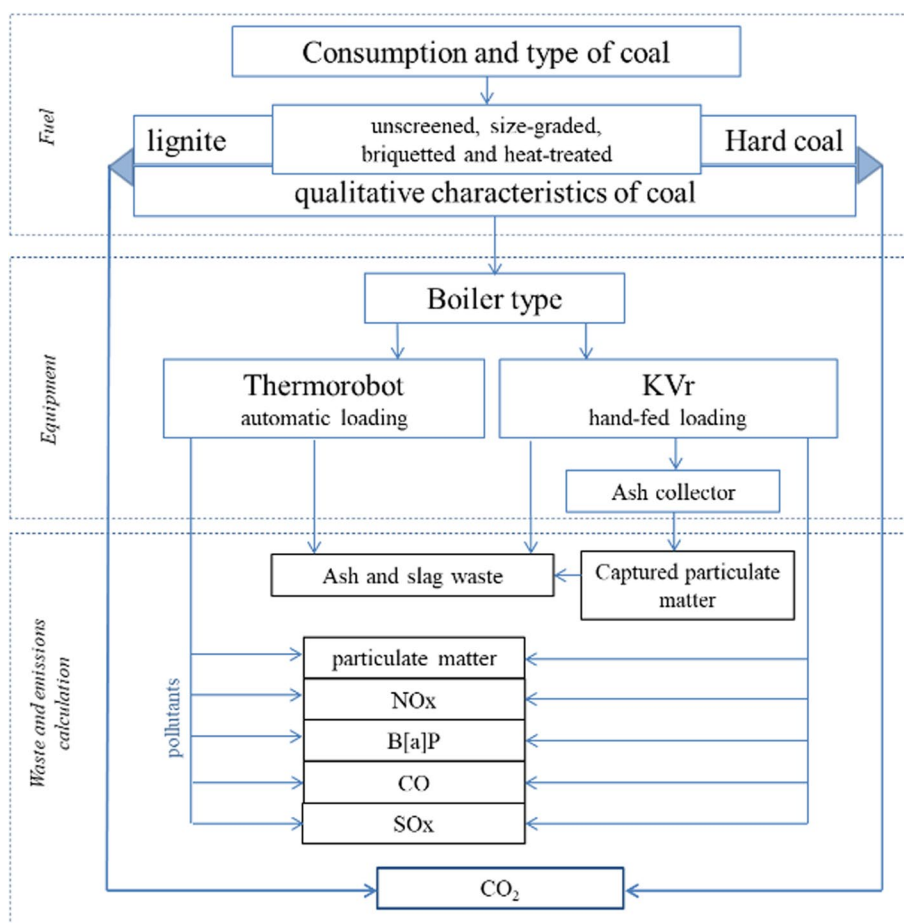 Consumption and type of coal
Fuel
lignite
unscreened, size-graded,
briquetted and heat-treated
Hard coal
qualitative characteristics of coal
Equipment
Boiler type
Thermorobot
automatic loading
KVr
hand-fed loading
Ash collector
Waste and emissions
calculation
Ash and slag waste
Captured particulate
matter
pollutants
particulate matter
NOx
B[a]P
CO
SOx
CO₂